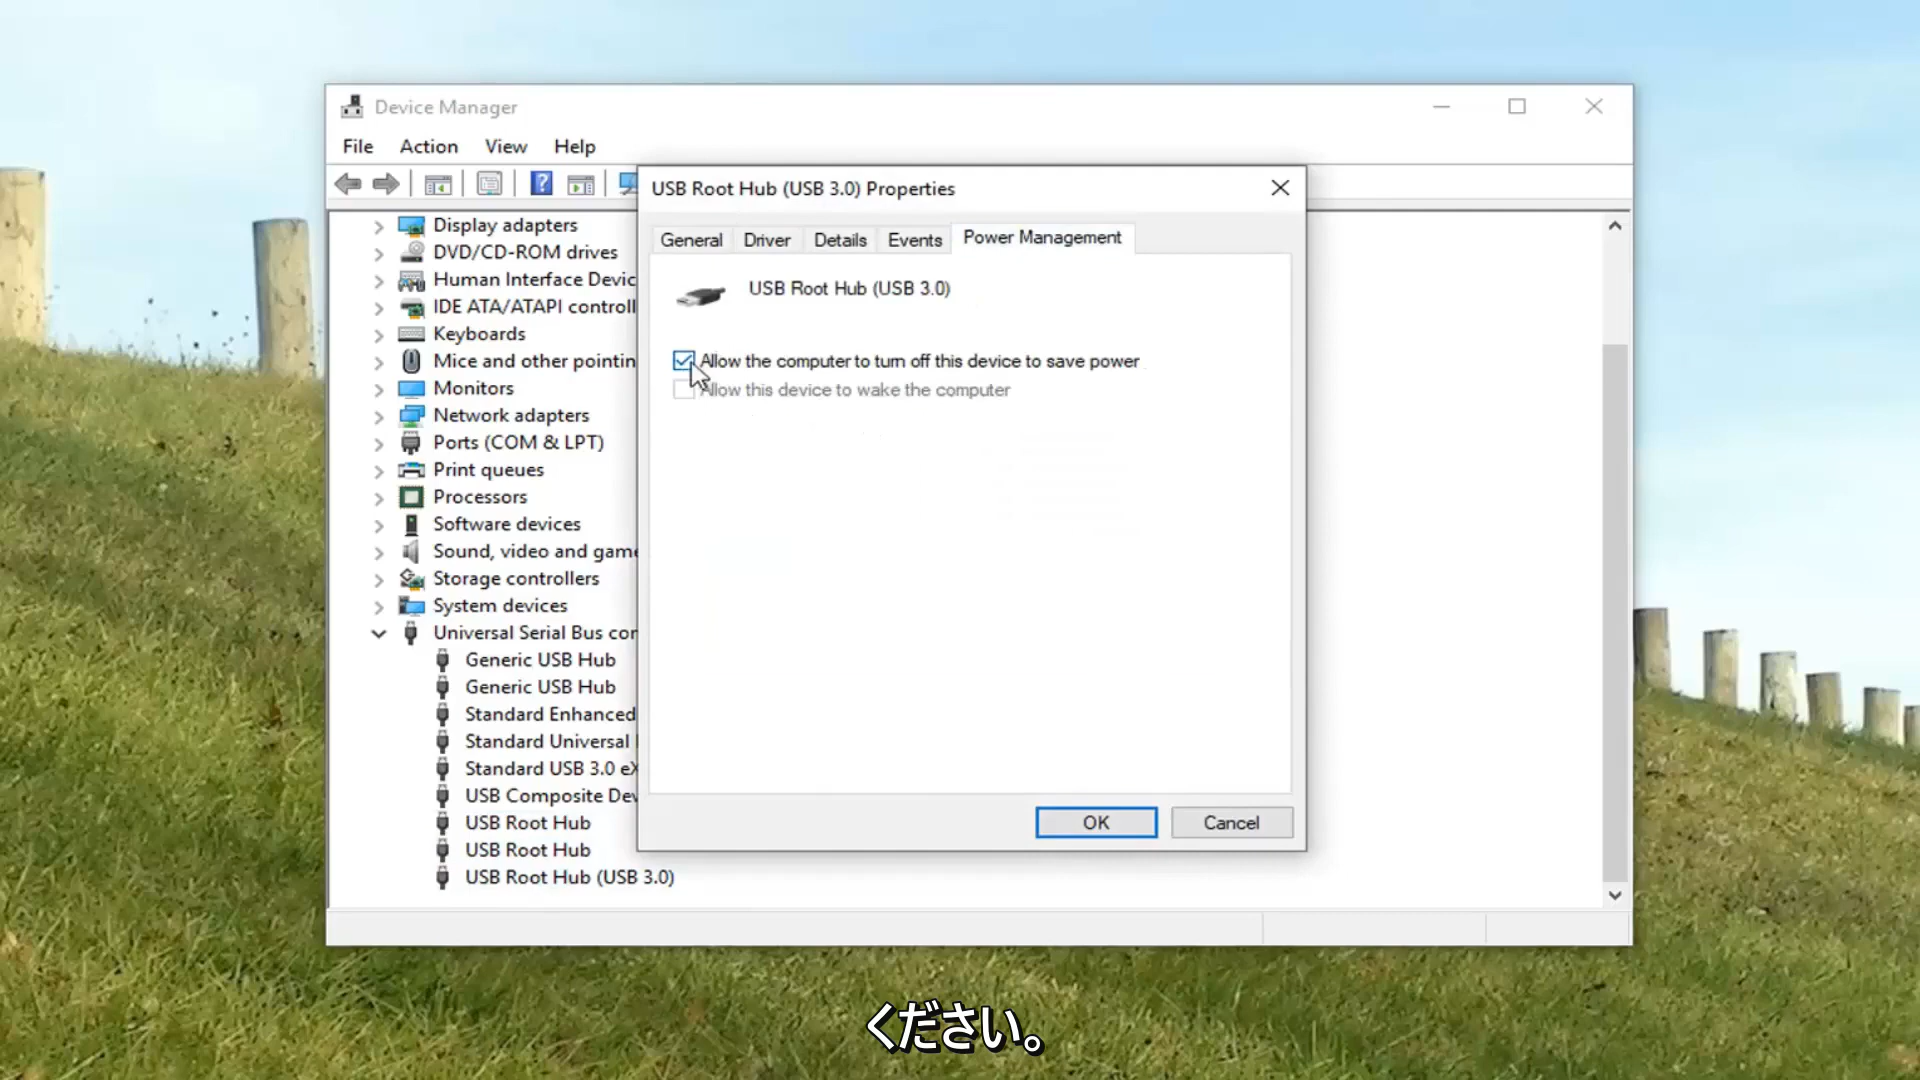 Device Manager
File Action View Help
USB Root Hub (USB 3.0) Properties
General Driver Details Events Power Management
USB Root Hub (USB 3.0)
Allow the computer to turn off this device to save power
Allow this device to wake the computer
OK Cancel
Display adapters
DVD/CD-ROM drives
Human Interface Devic
IDE ATA/ATAPI controll
Keyboards
Mice and other pointin
Monitors
Network adapters
Ports (COM & LPT)
Print queues
Processors
Software devices
Sound, video and game
Storage controllers
System devices
Universal Serial Bus con
Generic USB Hub
Generic USB Hub
Standard Enhanced
Standard Universal
Standard USB 3.0 eX
USB Composite Dev
USB Root Hub
USB Root Hub
USB Root Hub (USB 3.0)
ください。